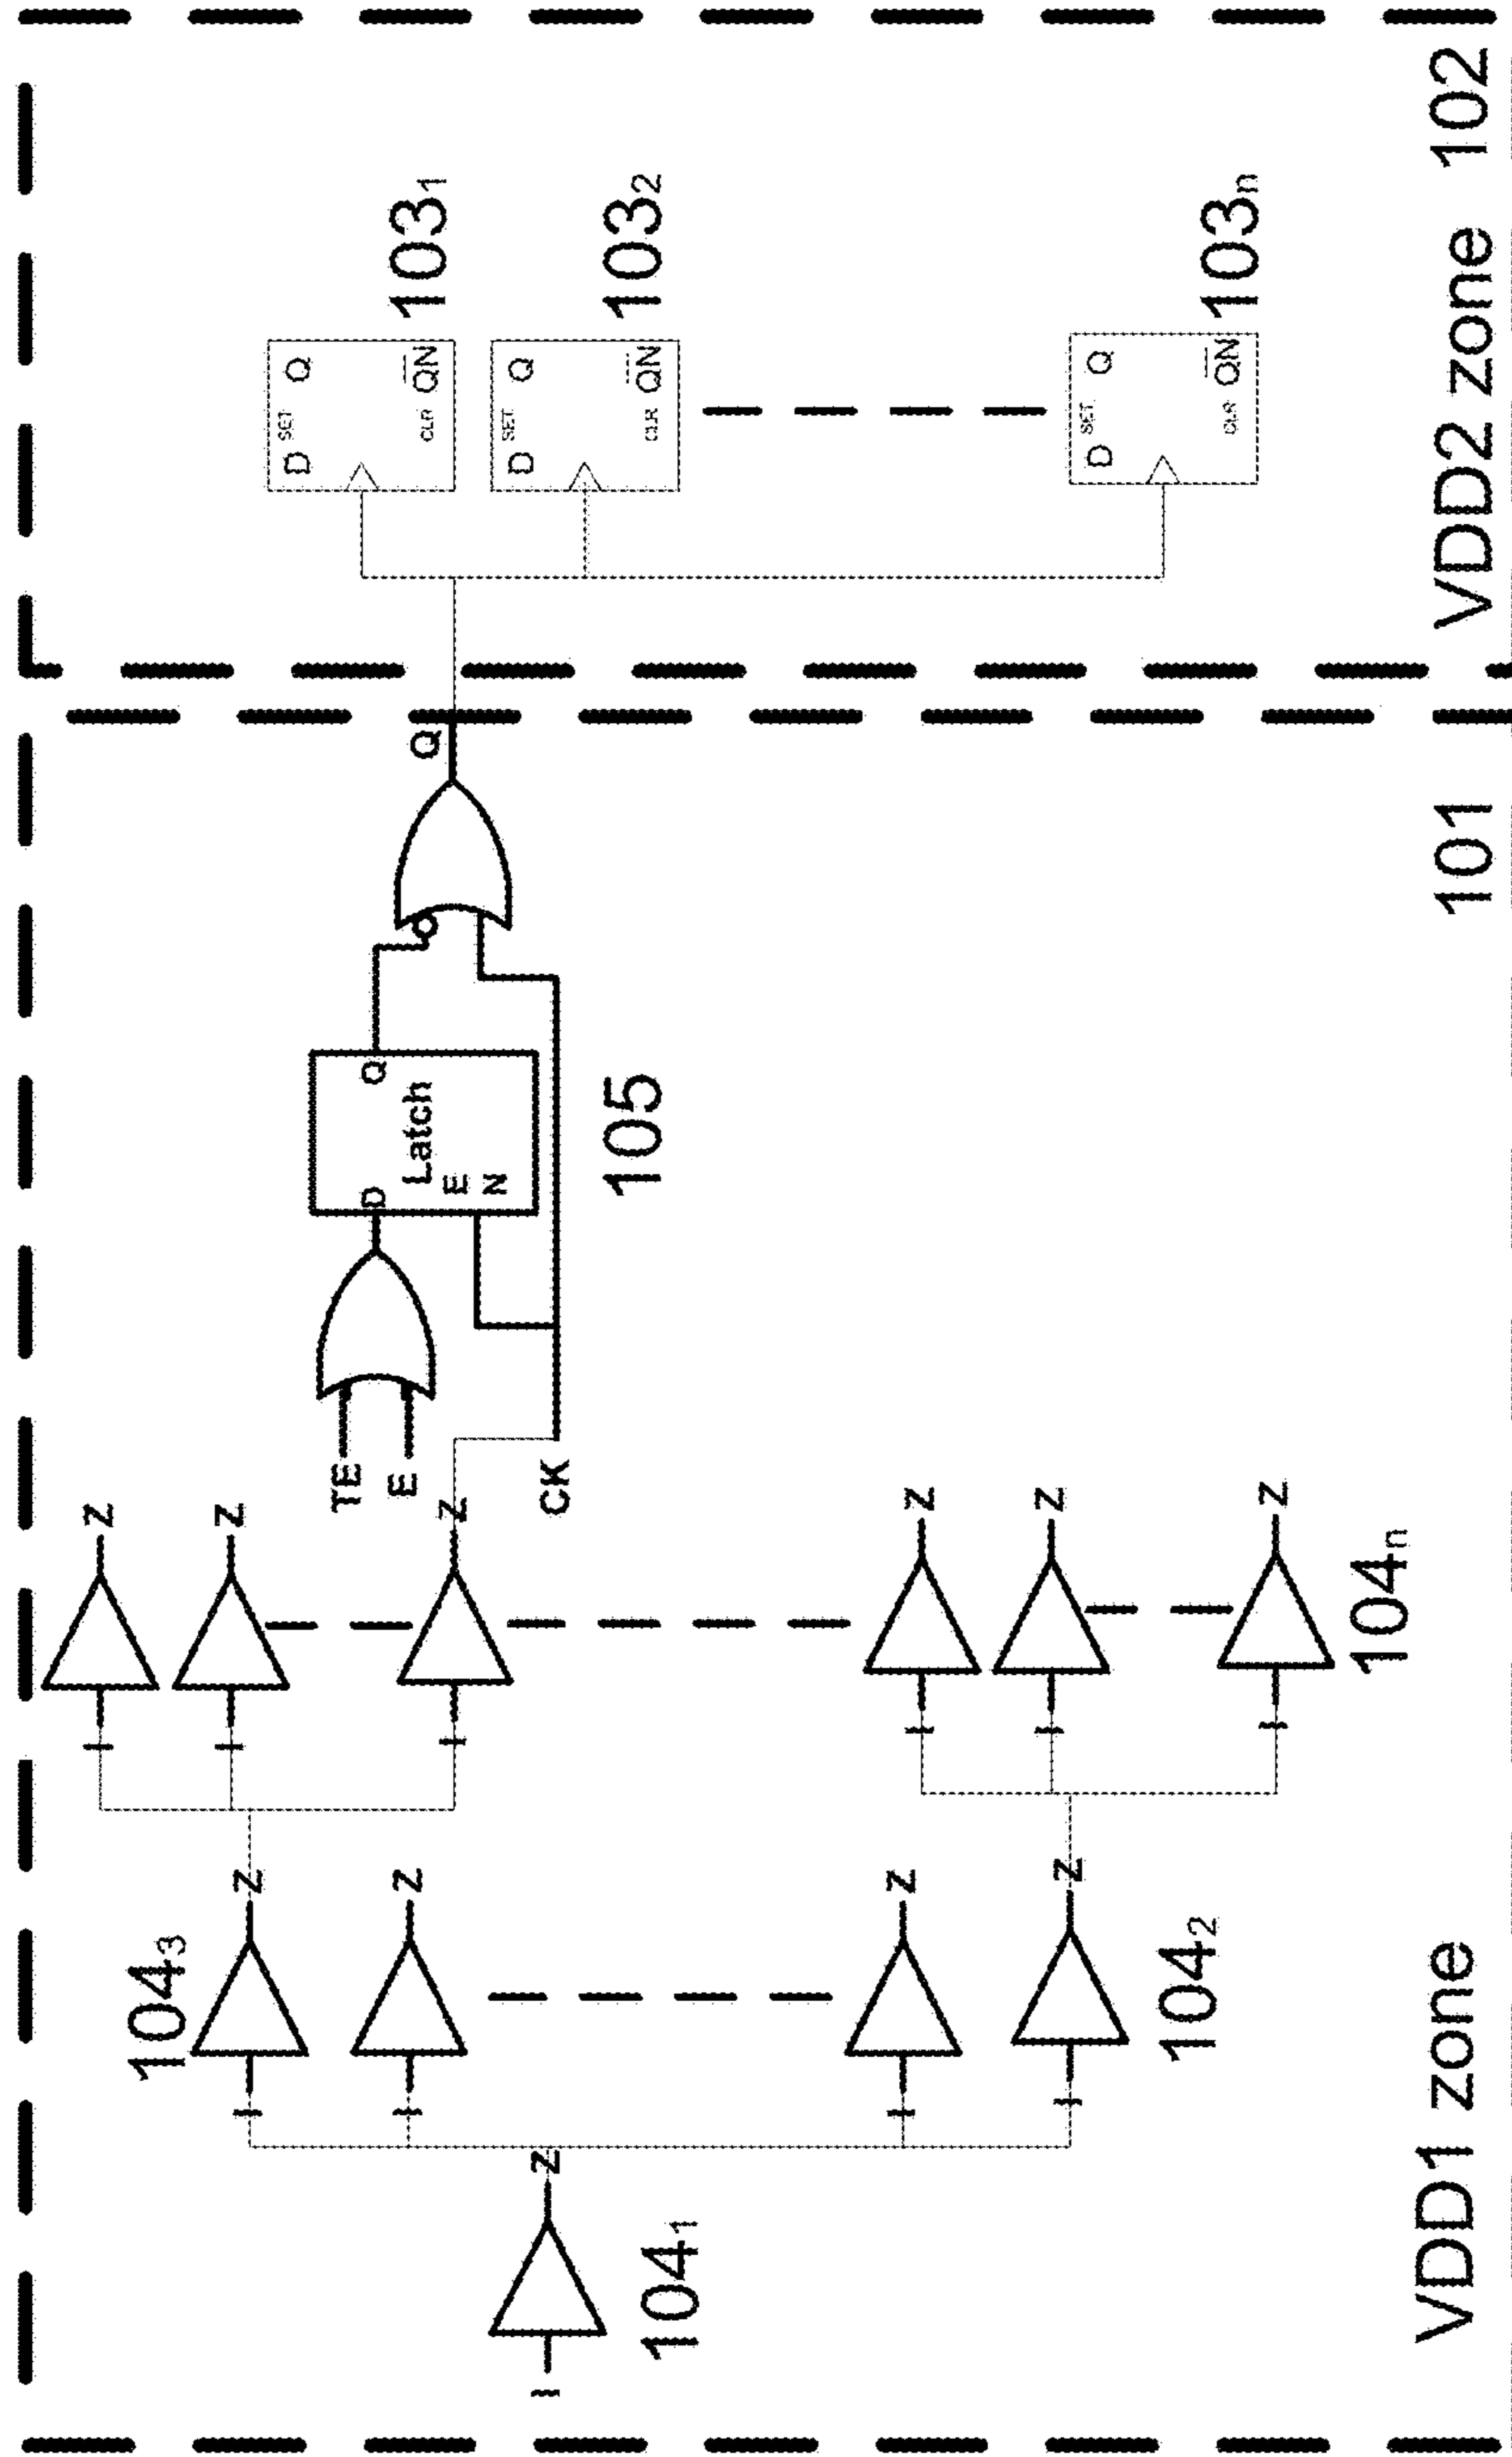 I
Z
104₁
I
Z
104₃
I
Z
I
Z
I
Z
104₂
I
Z
I
Z
I
Z
I
Z
I
Z
I
Z
104ₙ
TE
E
CK
D
Q
Latch
E
N
105
Q
VDD1 zone
101
D
SET
Q
CLR
QN
103₁
D
SET
Q
CLR
QN
103₂
D
SET
Q
CLR
QN
103ₙ
VDD2 zone 102